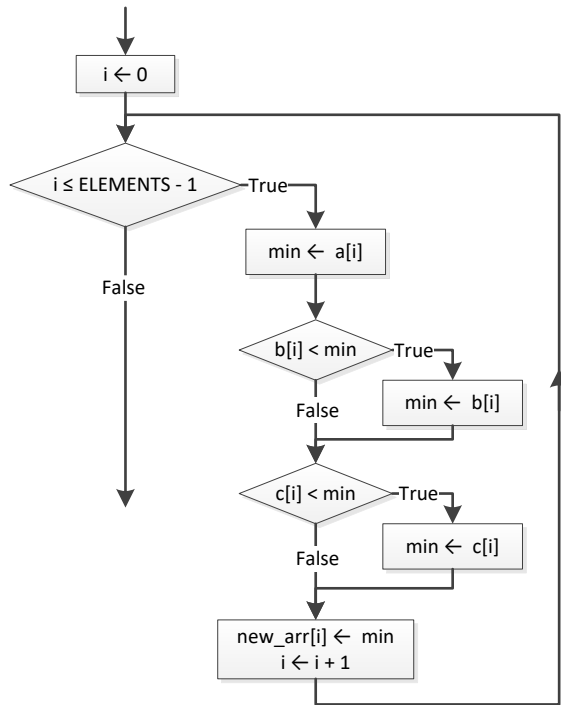 i ← 0
i ≤ ELEMENTS - 1
True
min ← a[i]
False
b[i] < min
True
min ← b[i]
False
c[i] < min
True
min ← c[i]
False
new_arr[i] ← min
i ← i + 1